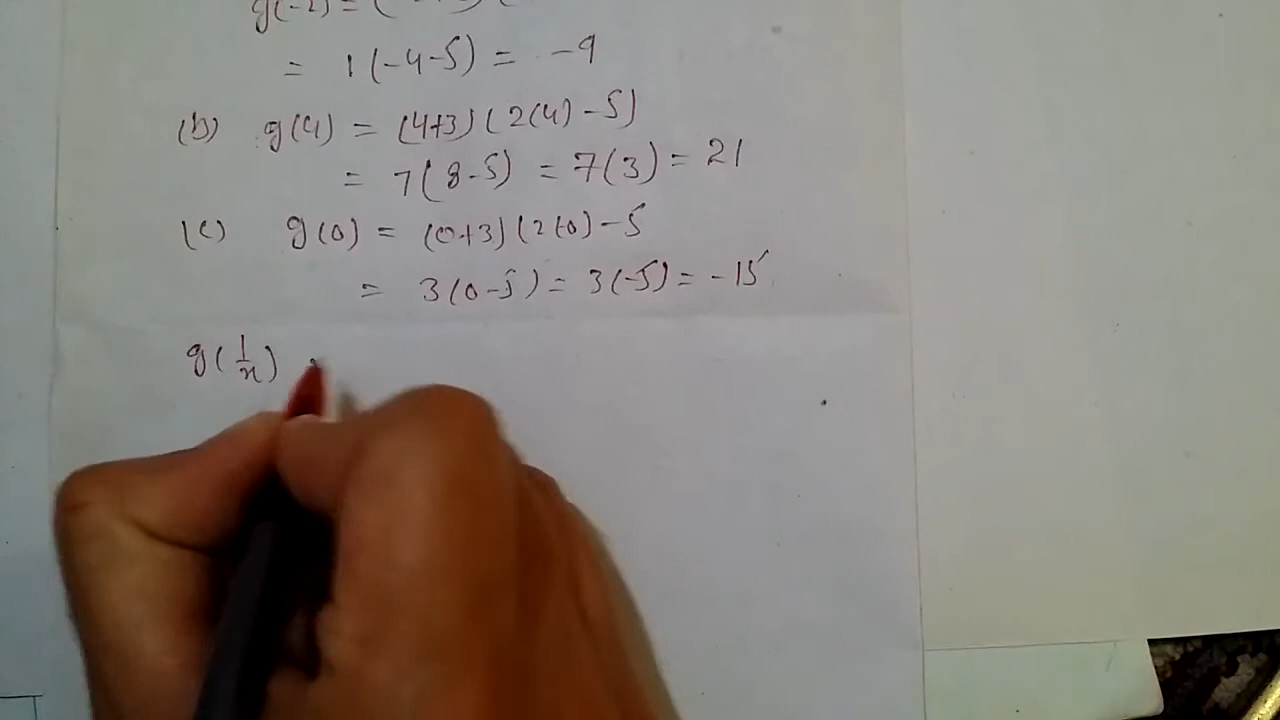 g(-2) =
= 1(-4-5) = -9
(b) g(4) = (4+3)(2(4)-5)
= 7(8-5) = 7(3) = 21
(c) g(0) = (0+3)(2(0)-5
= 3(0-5) = 3(-5) = -15
g(1/x)